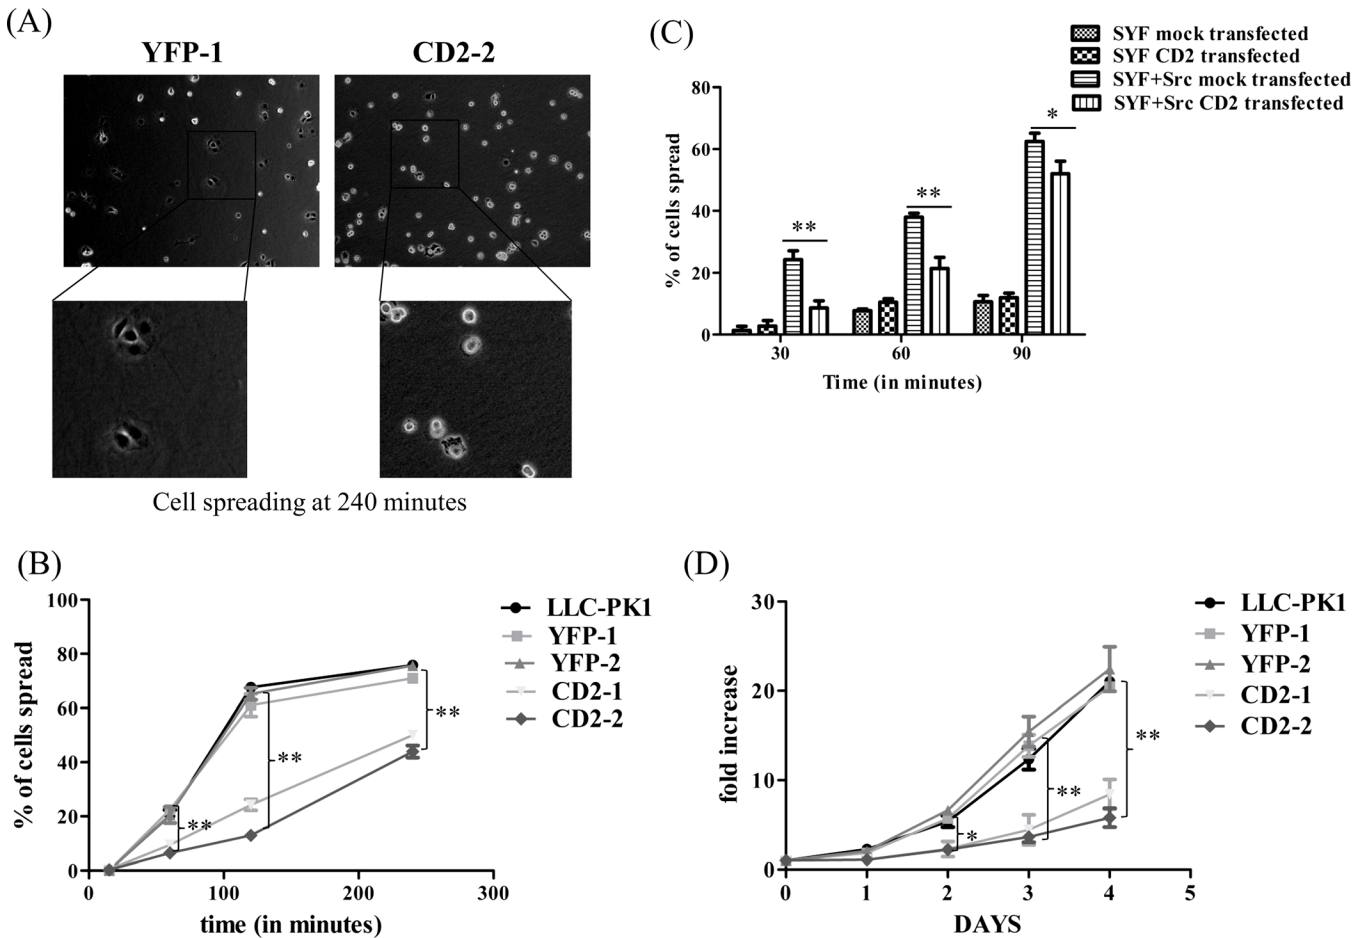 (A)
YFP-1
CD2-2
Cell spreading at 240 minutes
(C)
SYF mock transfected
SYF CD2 transfected
SYF+Src mock transfected
SYF+Src CD2 transfected
% of cells spread
80
60
40
20
0
**
**
*
30
60
90
Time (in minutes)
(B)
% of cells spread
100
80
60
40
20
0
**
**
**
0
100
200
300
time (in minutes)
LLC-PK1
YFP-1
YFP-2
CD2-1
CD2-2
(D)
fold increase
30
20
10
0
*
**
**
0
1
2
3
4
5
DAYS
LLC-PK1
YFP-1
YFP-2
CD2-1
CD2-2